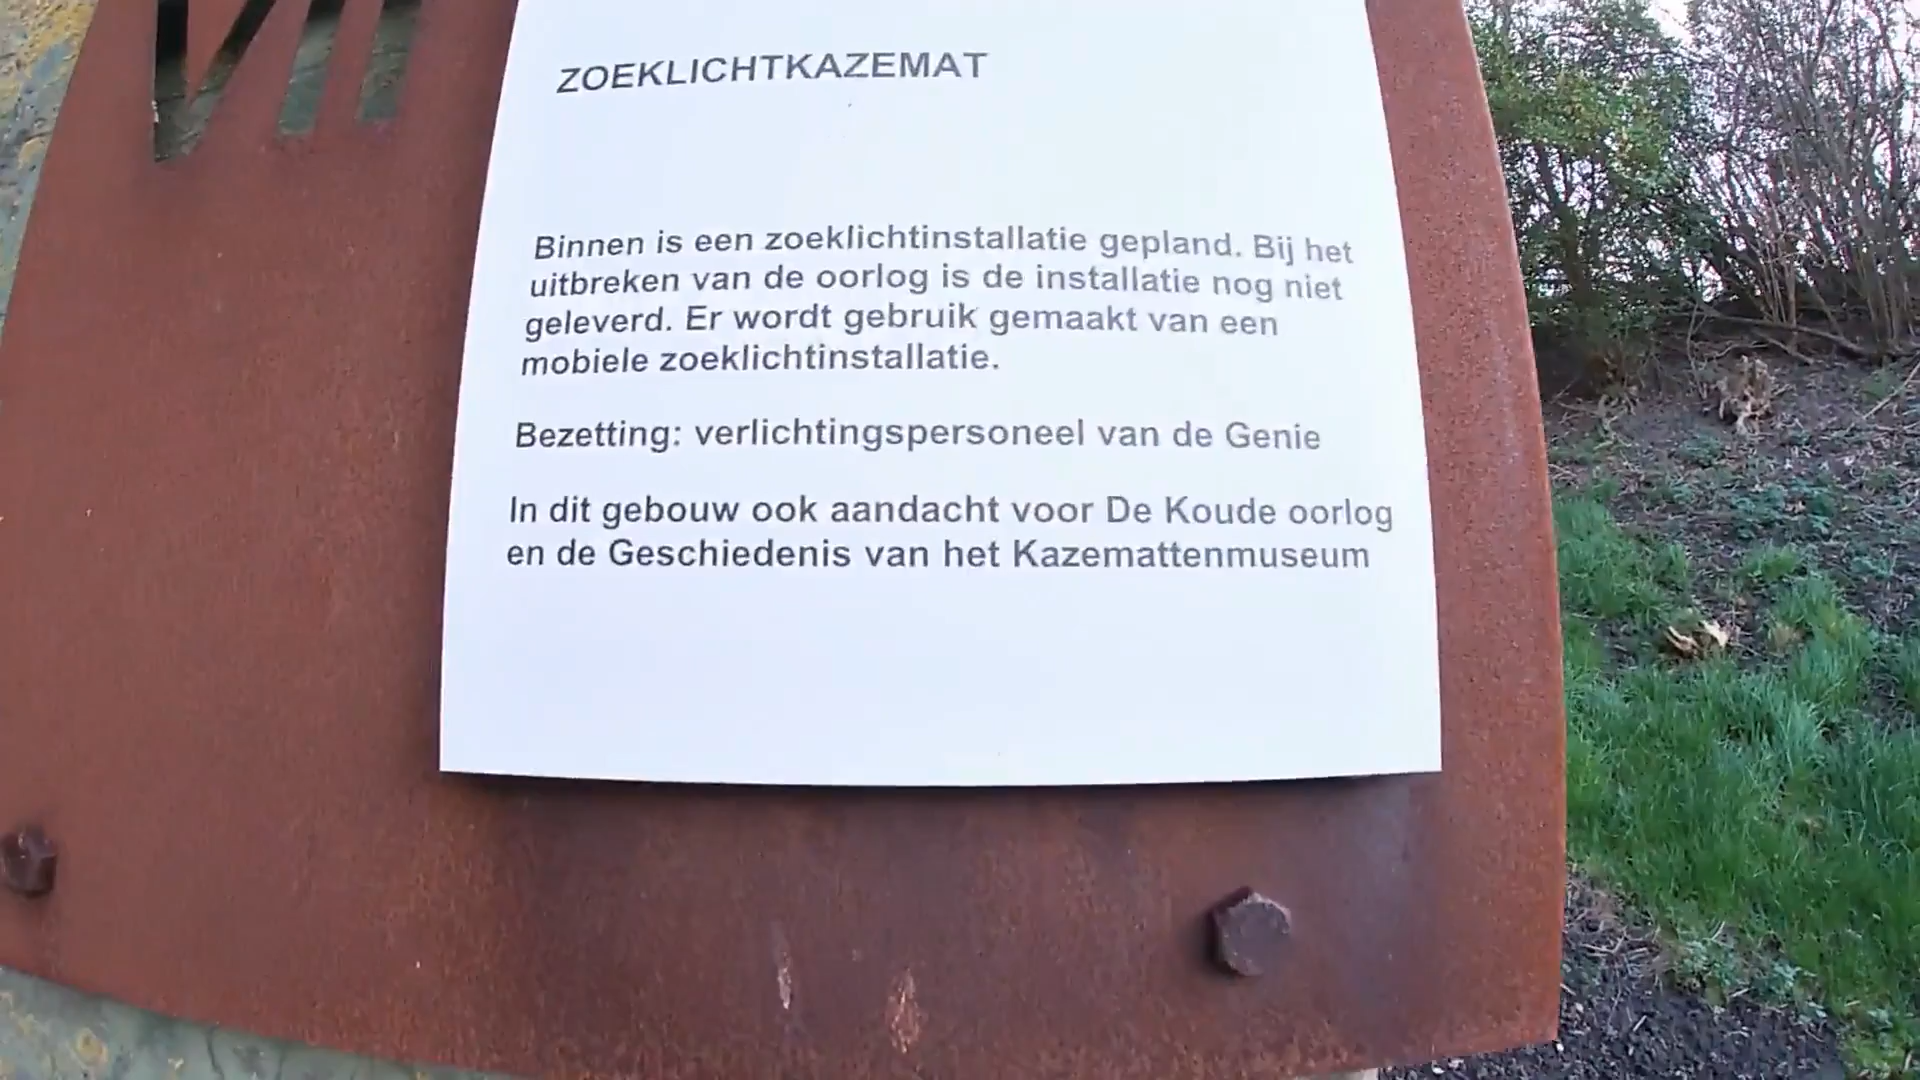 VII
ZOEKLICHTKAZEMAT
Binnen is een zoeklichtinstallatie gepland. Bij het
uitbreken van de oorlog is de installatie nog niet
geleverd. Er wordt gebruik gemaakt van een
mobiele zoeklichtinstallatie.
Bezetting: verlichtingspersoneel van de Genie
In dit gebouw ook aandacht voor De Koude oorlog
en de Geschiedenis van het Kazemattenmuseum